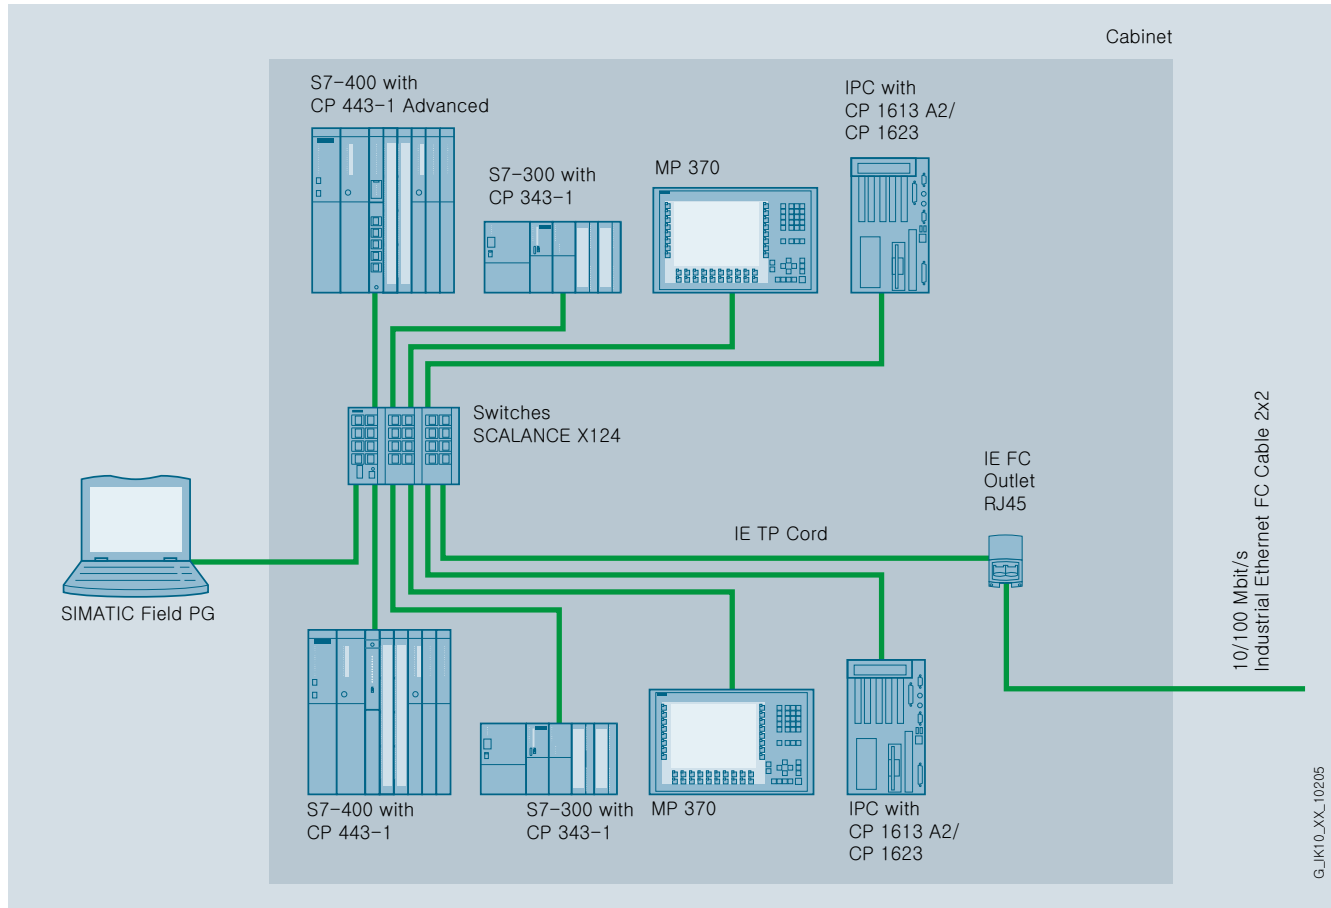 Cabinet
S7-400 with
CP 443-1 Advanced
S7-300 with
CP 343-1
MP 370
IPC with
CP 1613 A2/
CP 1623
Switches
SCALANCE X124
SIMATIC Field PG
IE TP Cord
IE FC
Outlet
RJ45
10/100 Mbit/s
Industrial Ethernet FC Cable 2x2
S7-400 with
CP 443-1
S7-300 with
CP 343-1
MP 370
IPC with
CP 1613 A2/
CP 1623
G_IK10_XX_10205